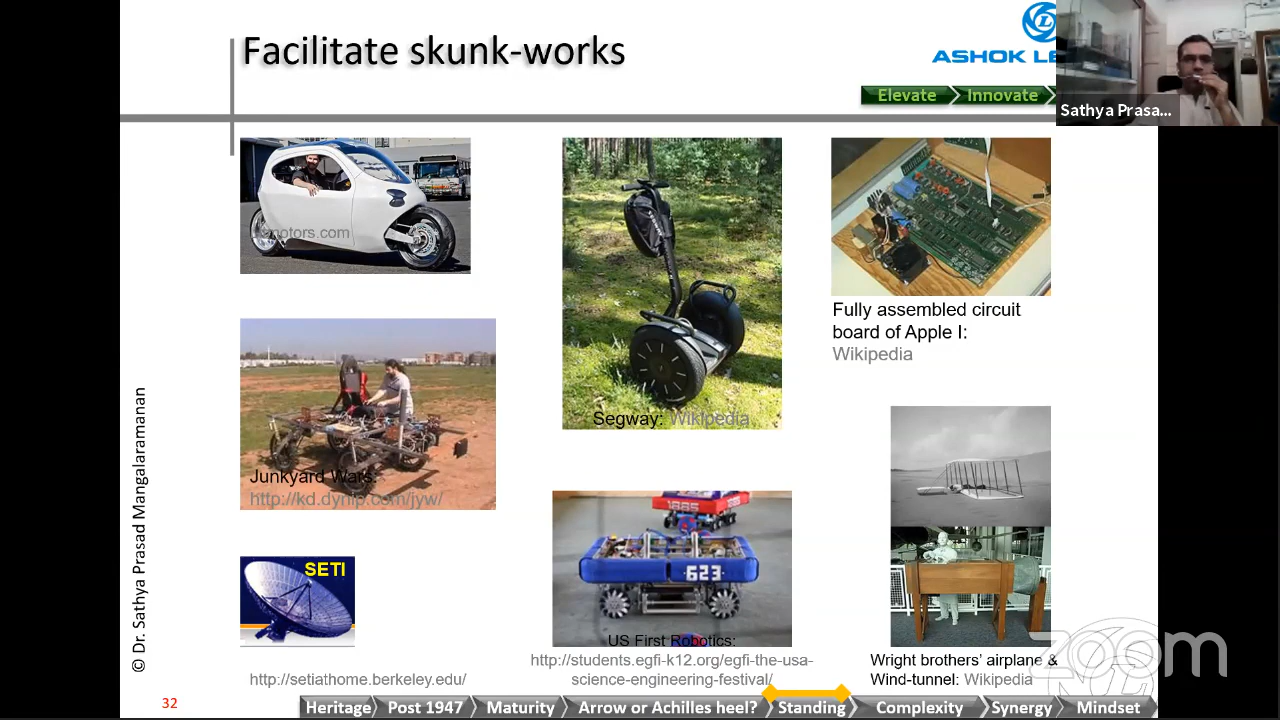 Facilitate skunk-works
ASHOK LE
Elevate
Innovate
Sathya Prasa...
Fully assembled circuit
board of Apple I:
Wikipedia
Segway: Wikipedia
Junkyard Wars:
http://kd.dynip.com/jyw/
1885
623
SETI
US First Robotics:
http://students.egfi-k12.org/egfi-the-usa-
science-engineering-festival/
http://setiathome.berkeley.edu/
Wright brothers' airplane &
Wind-tunnel: Wikipedia
zoom
© Dr. Sathya Prasad Mangalaramanan
32
Heritage
Post 1947
Maturity
Arrow or Achilles heel?
Standing
Complexity
Synergy
Mindset